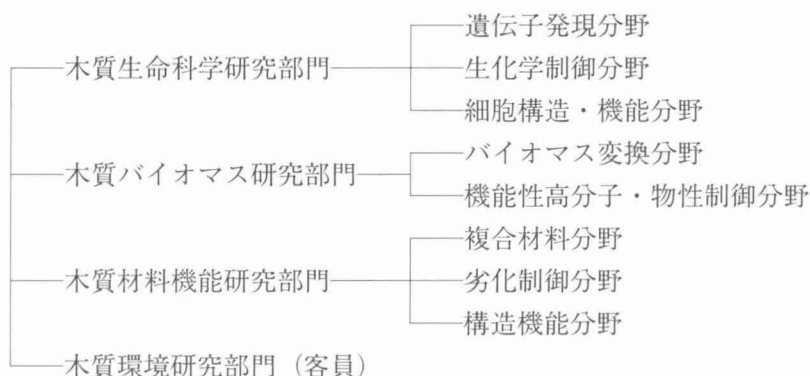 遺伝子発現分野
木質生命科学研究部門
生化学制御分野
細胞構造・機能分野
バイオマス変換分野
木質バイオマス研究部門
機能性高分子・物性制御分野
複合材料分野
木質材料機能研究部門
劣化制御分野
構造機能分野
木質環境研究部門（客員）